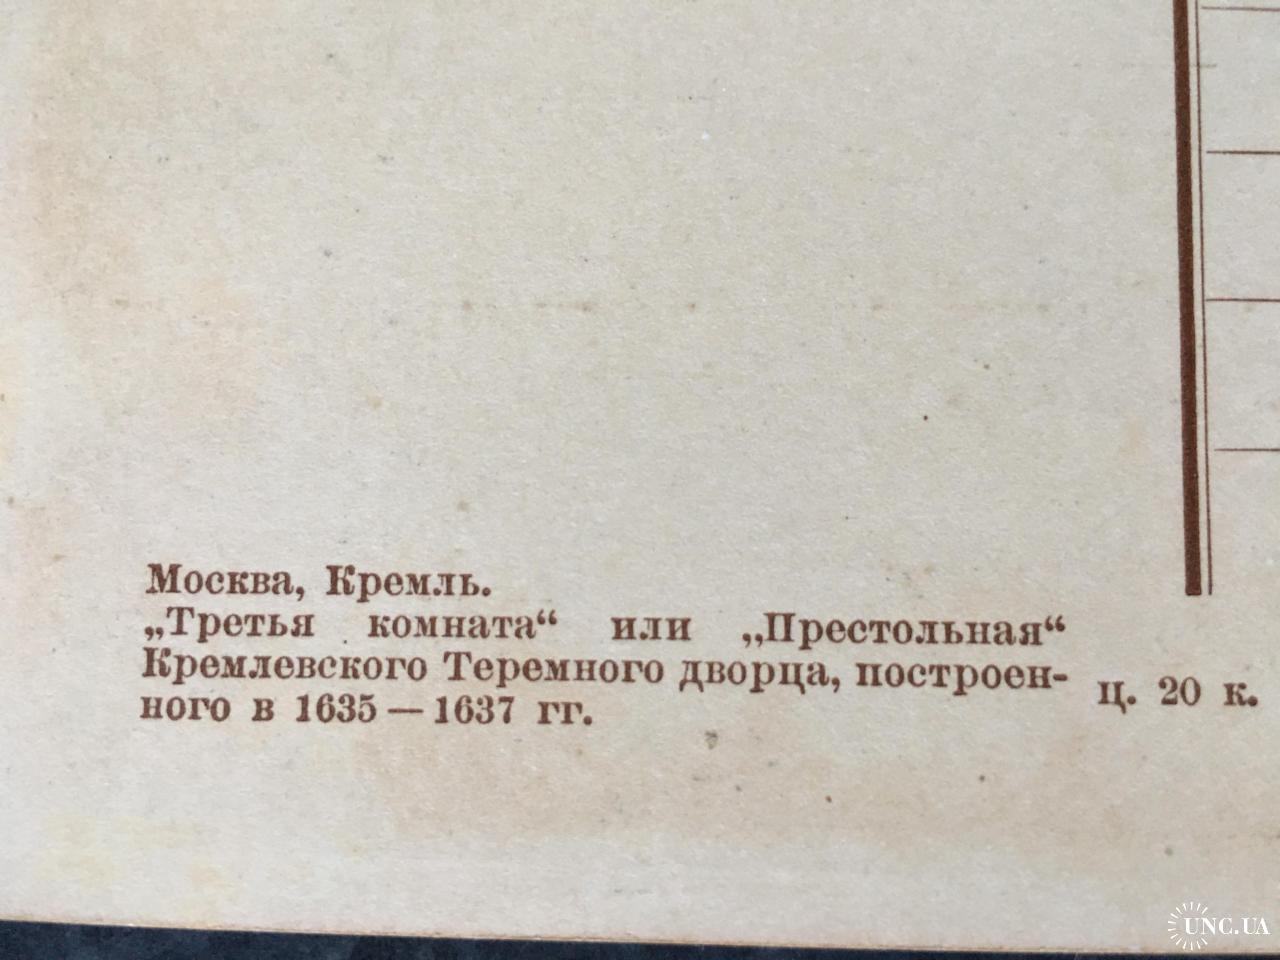 Москва, Кремль.
„Третья комната“ или „Престольная“
Кремлевского Теремного дворца, построен-
ного в 1635 — 1637 гг.
ц. 20 к.
UNC.UA